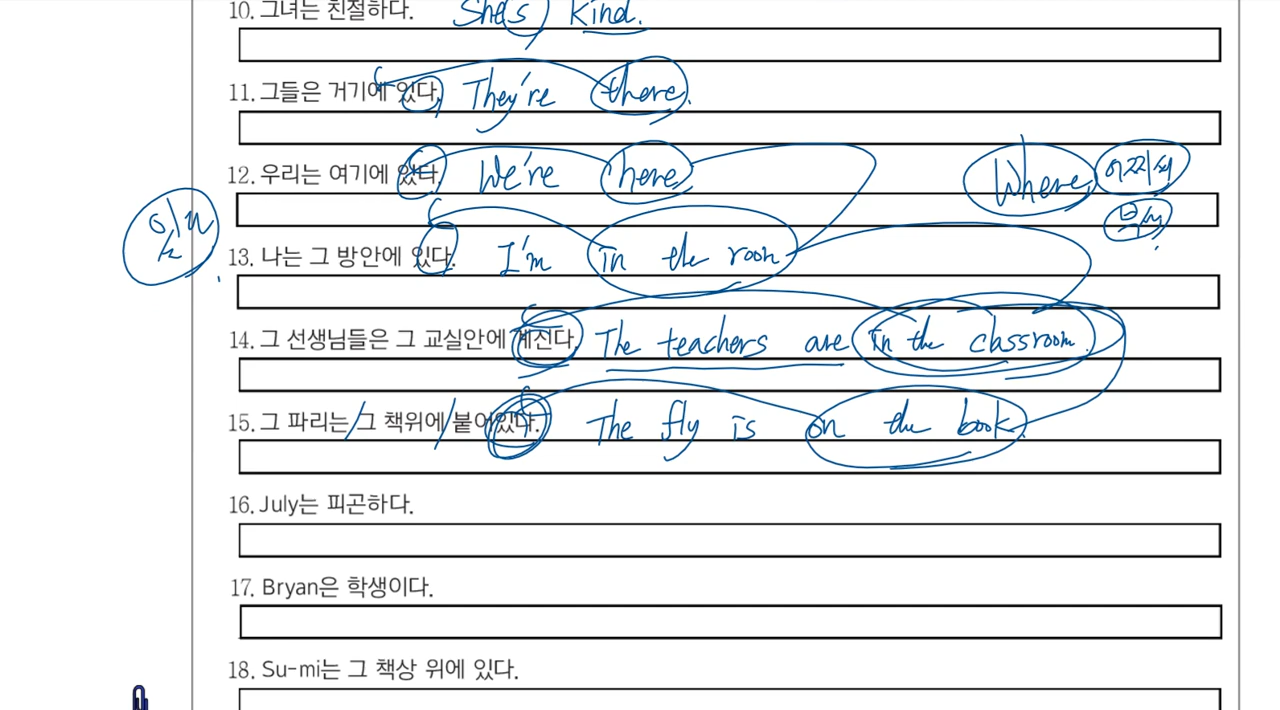 10. 그녀는 친절하다. She(s) kind.
11. 그들은 거기에 있다. They're there.
12. 우리는 여기에 있다. We're here. Where 어찌씨
부사
있다
13. 나는 그 방안에 있다. I'm in the room
14. 그 선생님들은 그 교실안에 계신다. The teachers are in the classroom.
15. 그 파리는/그 책위에/붙어있다. The fly is on the book.
16. July는 피곤하다.
17. Bryan은 학생이다.
18. Su-mi는 그 책상 위에 있다.